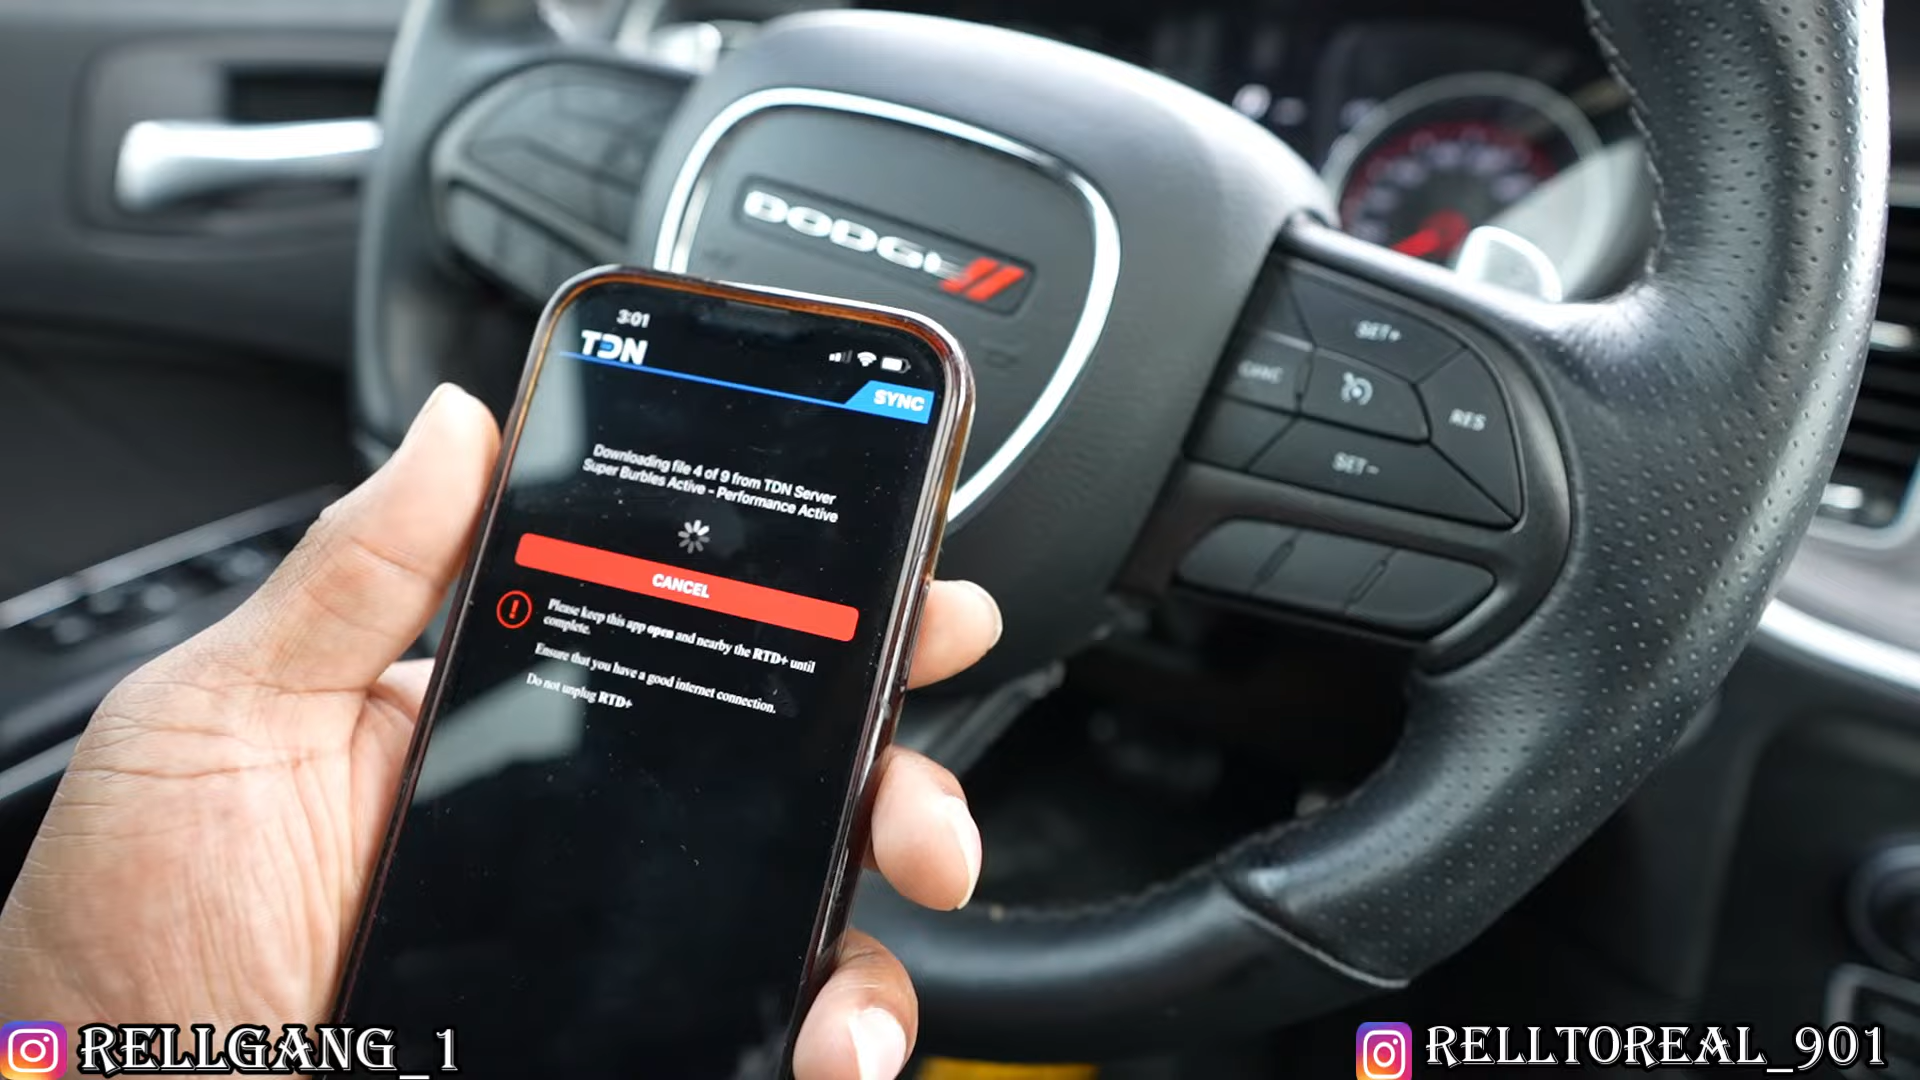 DODGE
3:01
TDN
SYNC
Downloading file 4 of 9 from TDN Server
Super Burbles Active - Performance Active
CANCEL
Please keep this app open and nearby the RTD+ until
complete.
Ensure that you have a good internet connection.
Do not unplug RTD+
SET+
CANC
RES
SET-
RELLGANG_1
RELLTOREAL_901